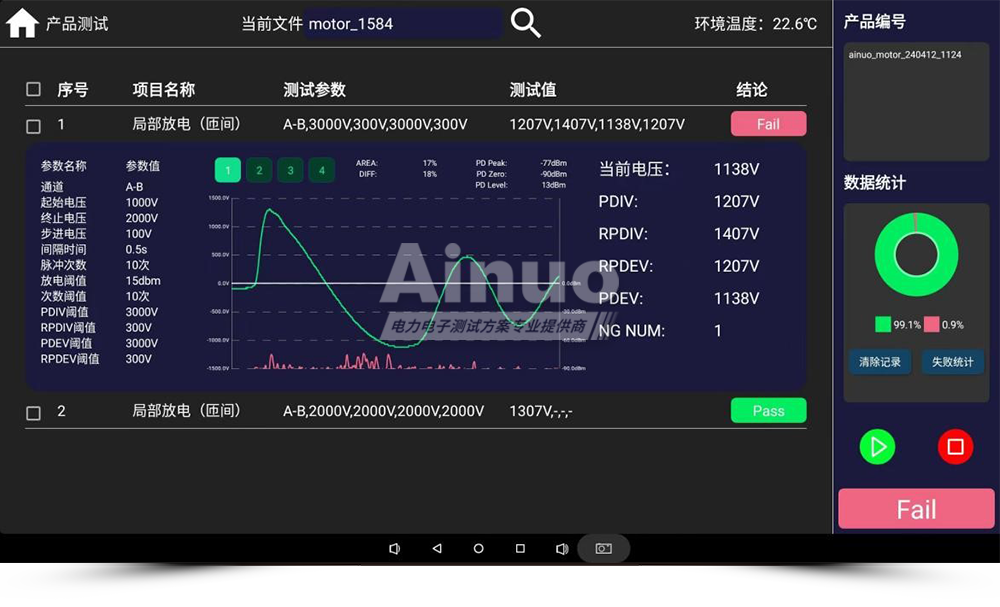 产品测试 当前文件 motor_1584 环境温度：22.6℃
序号 项目名称 测试参数 测试值 结论
1 局部放电（匝间） A-B,3000V,300V,3000V,300V 1207V,1407V,1138V,1207V Fail
参数名称 参数值
通道 A-B
起始电压 1000V
终止电压 2000V
步进电压 100V
间隔时间 0.5s
脉冲次数 10次
放电阈值 15dbm
次数阈值 10次
PDIV阈值 3000V
RPDIV阈值 300V
PDEV阈值 3000V
RPDEV阈值 300V
1 2 3 4
AREA: 17%
DIFF: 18%
PD Peak: -77dBm
PD Zero: -90dBm
PD Level: 13dBm
1500.0V
1000.0V
500.0V
0.0V 0.0dBm
-500.0V -30.0dBm
-1000.0V -60.0dBm
-1500.0V -90.0dBm
Ainuo
电力电子测试方案专业提供商
当前电压： 1138V
PDIV: 1207V
RPDIV: 1407V
RPDEV: 1207V
PDEV: 1138V
NG NUM: 1
2 局部放电（匝间） A-B,2000V,2000V,2000V,2000V 1307V,-,-,- Pass
产品编号
ainuo_motor_240412_1124
数据统计
99.1% 0.9%
清除记录 失败统计
Fail